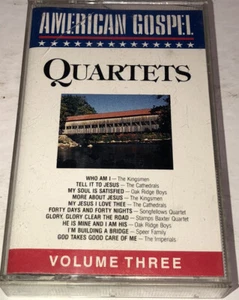 AMERICAN GOSPEL
QUARTETS
WHO AM I — The Kingsmen
TELL IT TO JESUS — The Cathedrals
MY SOUL IS SATISFIED — Oak Ridge Boys
MORE ABOUT JESUS — The Kingsmen
MY JESUS I LOVE THEE — The Cathedrals
FORTY DAYS AND FORTY NIGHTS — Songfellows Quartet
GLORY, GLORY CLEAR THE ROAD — Stamps Baxter Quartet
HE IS MINE AND I AM HIS — Oak Ridge Boys
I'M BUILDING A BRIDGE — Speer Family
GOD TAKES GOOD CARE OF ME — The Imperials
VOLUME THREE